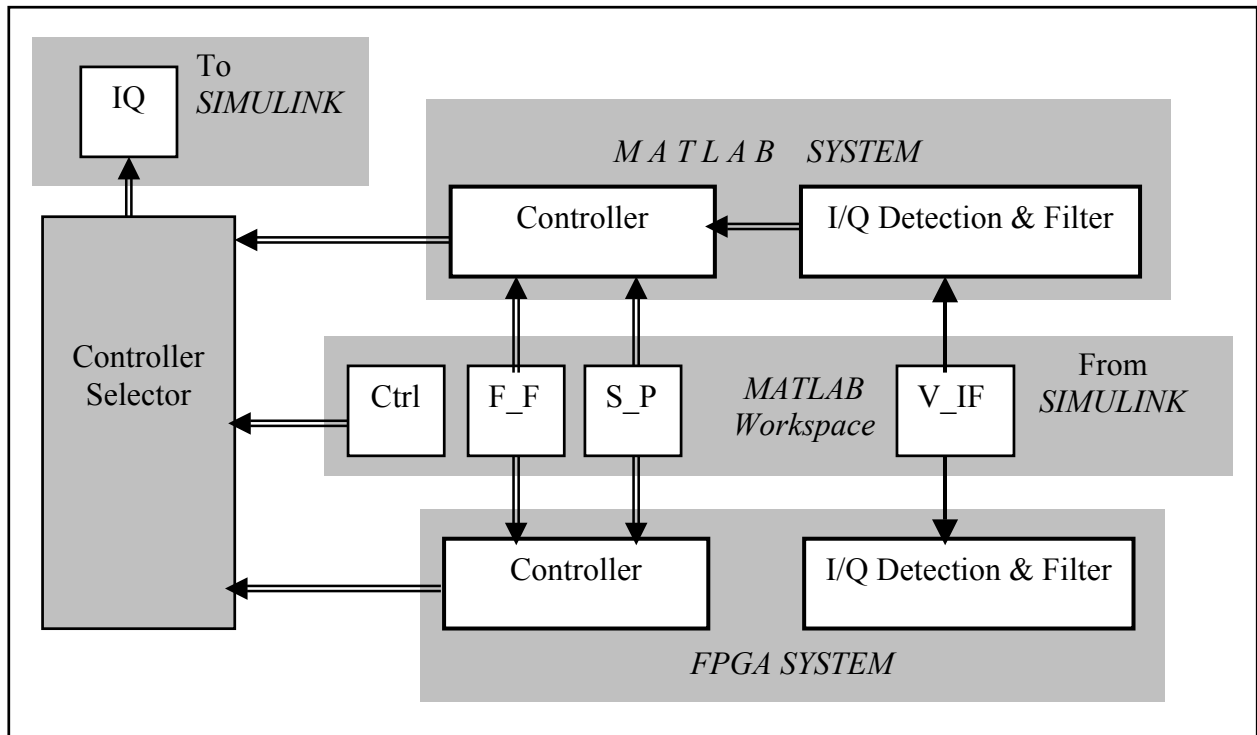 To
SIMULINK
IQ
M A T L A B SYSTEM
Controller
I/Q Detection & Filter
Controller
Selector
Ctrl
F_F
S_P
MATLAB
Workspace
V_IF
From
SIMULINK
Controller
I/Q Detection & Filter
FPGA SYSTEM